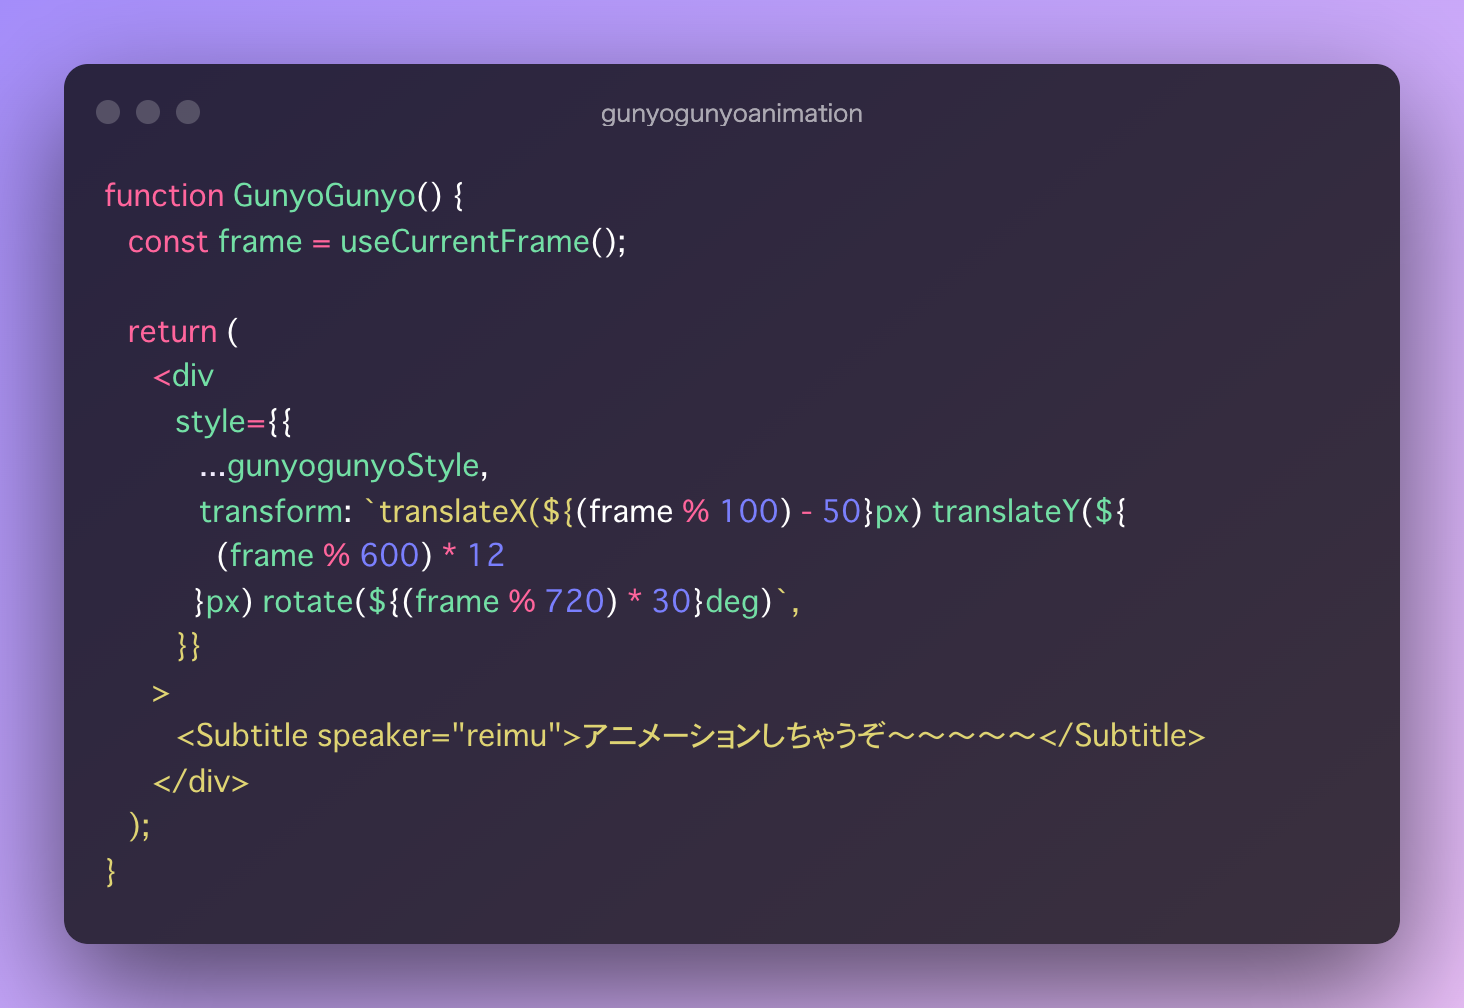 gunyogunyoanimation
function GunyoGunyo() {
const frame = useCurrentFrame();
return (
<div
style={{
...gunyogunyoStyle,
transform: `translateX(${(frame % 100) - 50}px) translateY(${
(frame % 600) * 12
}px) rotate(${(frame % 720) * 30}deg)`,
}}
>
<Subtitle speaker="reimu">アニメーションしちゃうぞ〜〜〜〜〜</Subtitle>
</div>
);
}